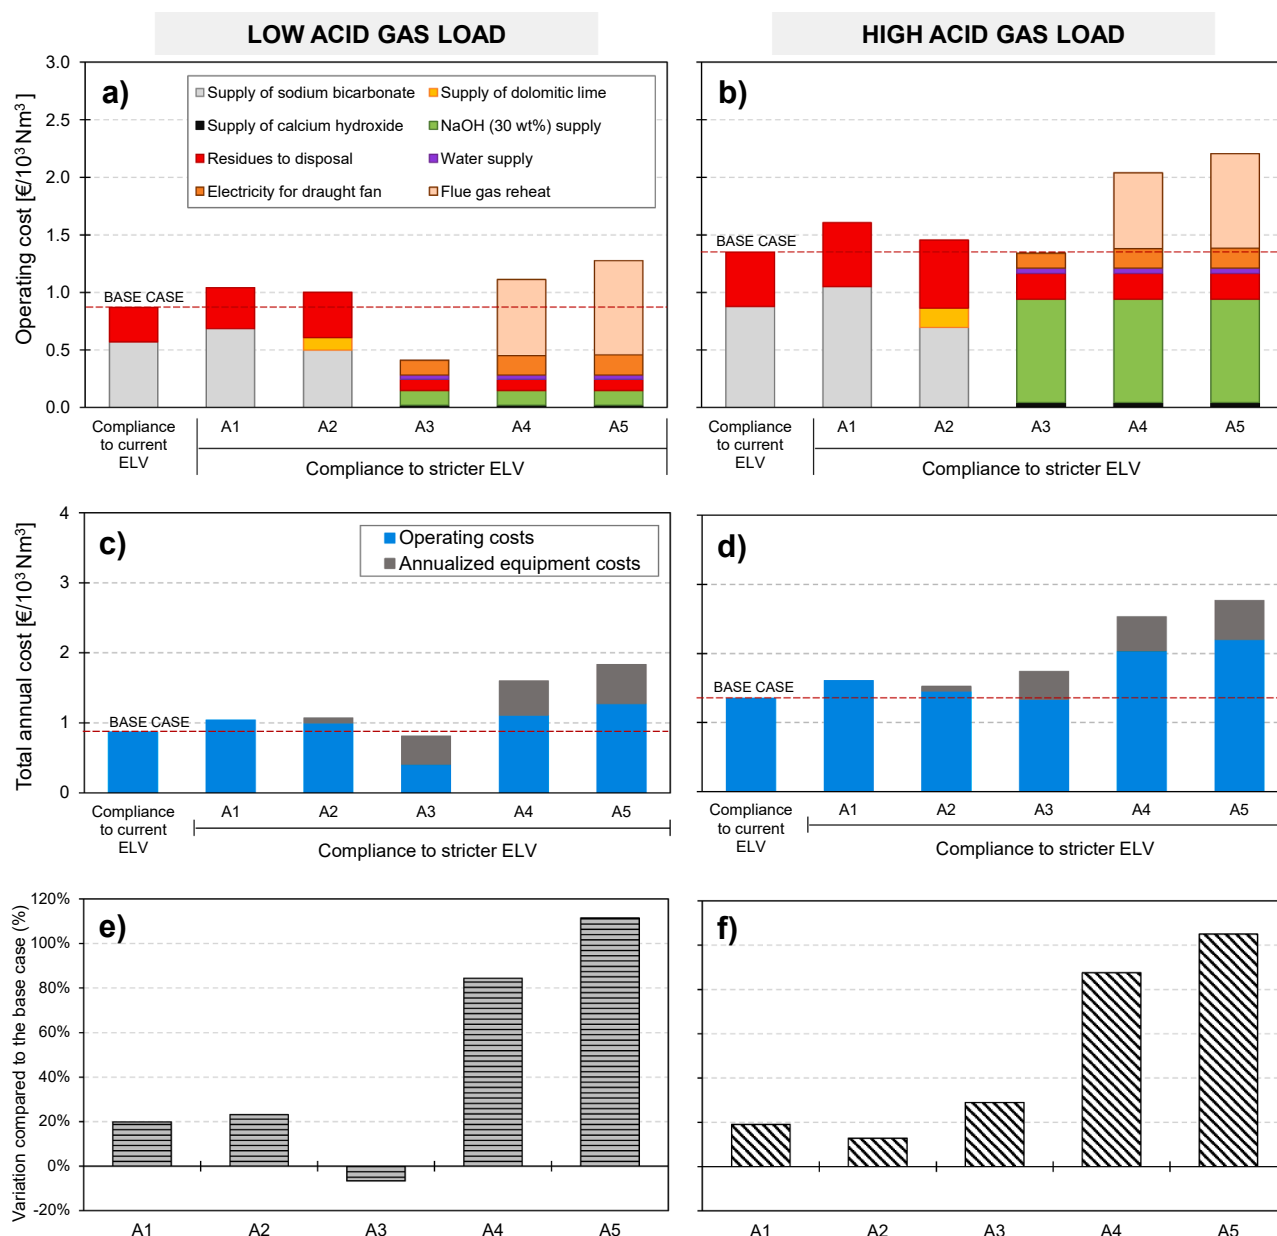 LOW ACID GAS LOAD
HIGH ACID GAS LOAD
Operating cost [€/10³ Nm³ ]
3.0
2.5
2.0
1.5
1.0
0.5
0.0
a)
Supply of sodium bicarbonate
Supply of dolomitic lime
Supply of calcium hydroxide
NaOH (30 wt%) supply
Residues to disposal
Water supply
Electricity for draught fan
Flue gas reheat
BASE CASE
Compliance
to current
ELV
A1
A2
A3
A4
A5
Compliance to stricter ELV
b)
BASE CASE
Compliance
to current
ELV
A1
A2
A3
A4
A5
Compliance to stricter ELV
Total annual cost [€/10³ Nm³]
4
3
2
1
0
c)
Operating costs
Annualized equipment costs
BASE CASE
Compliance
to current
ELV
A1
A2
A3
A4
A5
Compliance to stricter ELV
d)
BASE CASE
Compliance
to current
ELV
A1
A2
A3
A4
A5
Compliance to stricter ELV
Variation compared to the base case (%)
120%
100%
80%
60%
40%
20%
0%
-20%
e)
A1
A2
A3
A4
A5
f)
A1
A2
A3
A4
A5